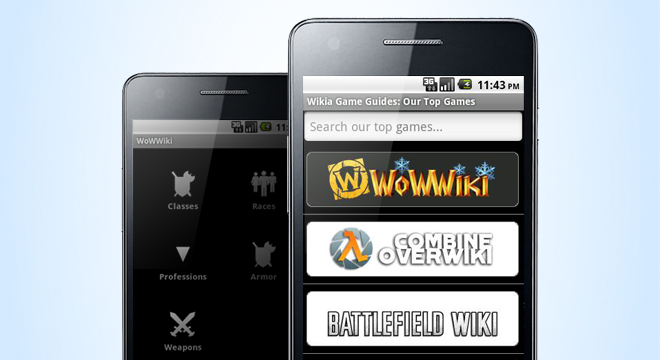 3G
11:
WoWWiki
Classes
Races
Professions
Armor
Weapons
3G
11:43 PM
Wikia Game Guides: Our Top Games
Search our top games...
W WoWWiki
COMBINE
OVERWIKI
BATTLEFIELD WIKI